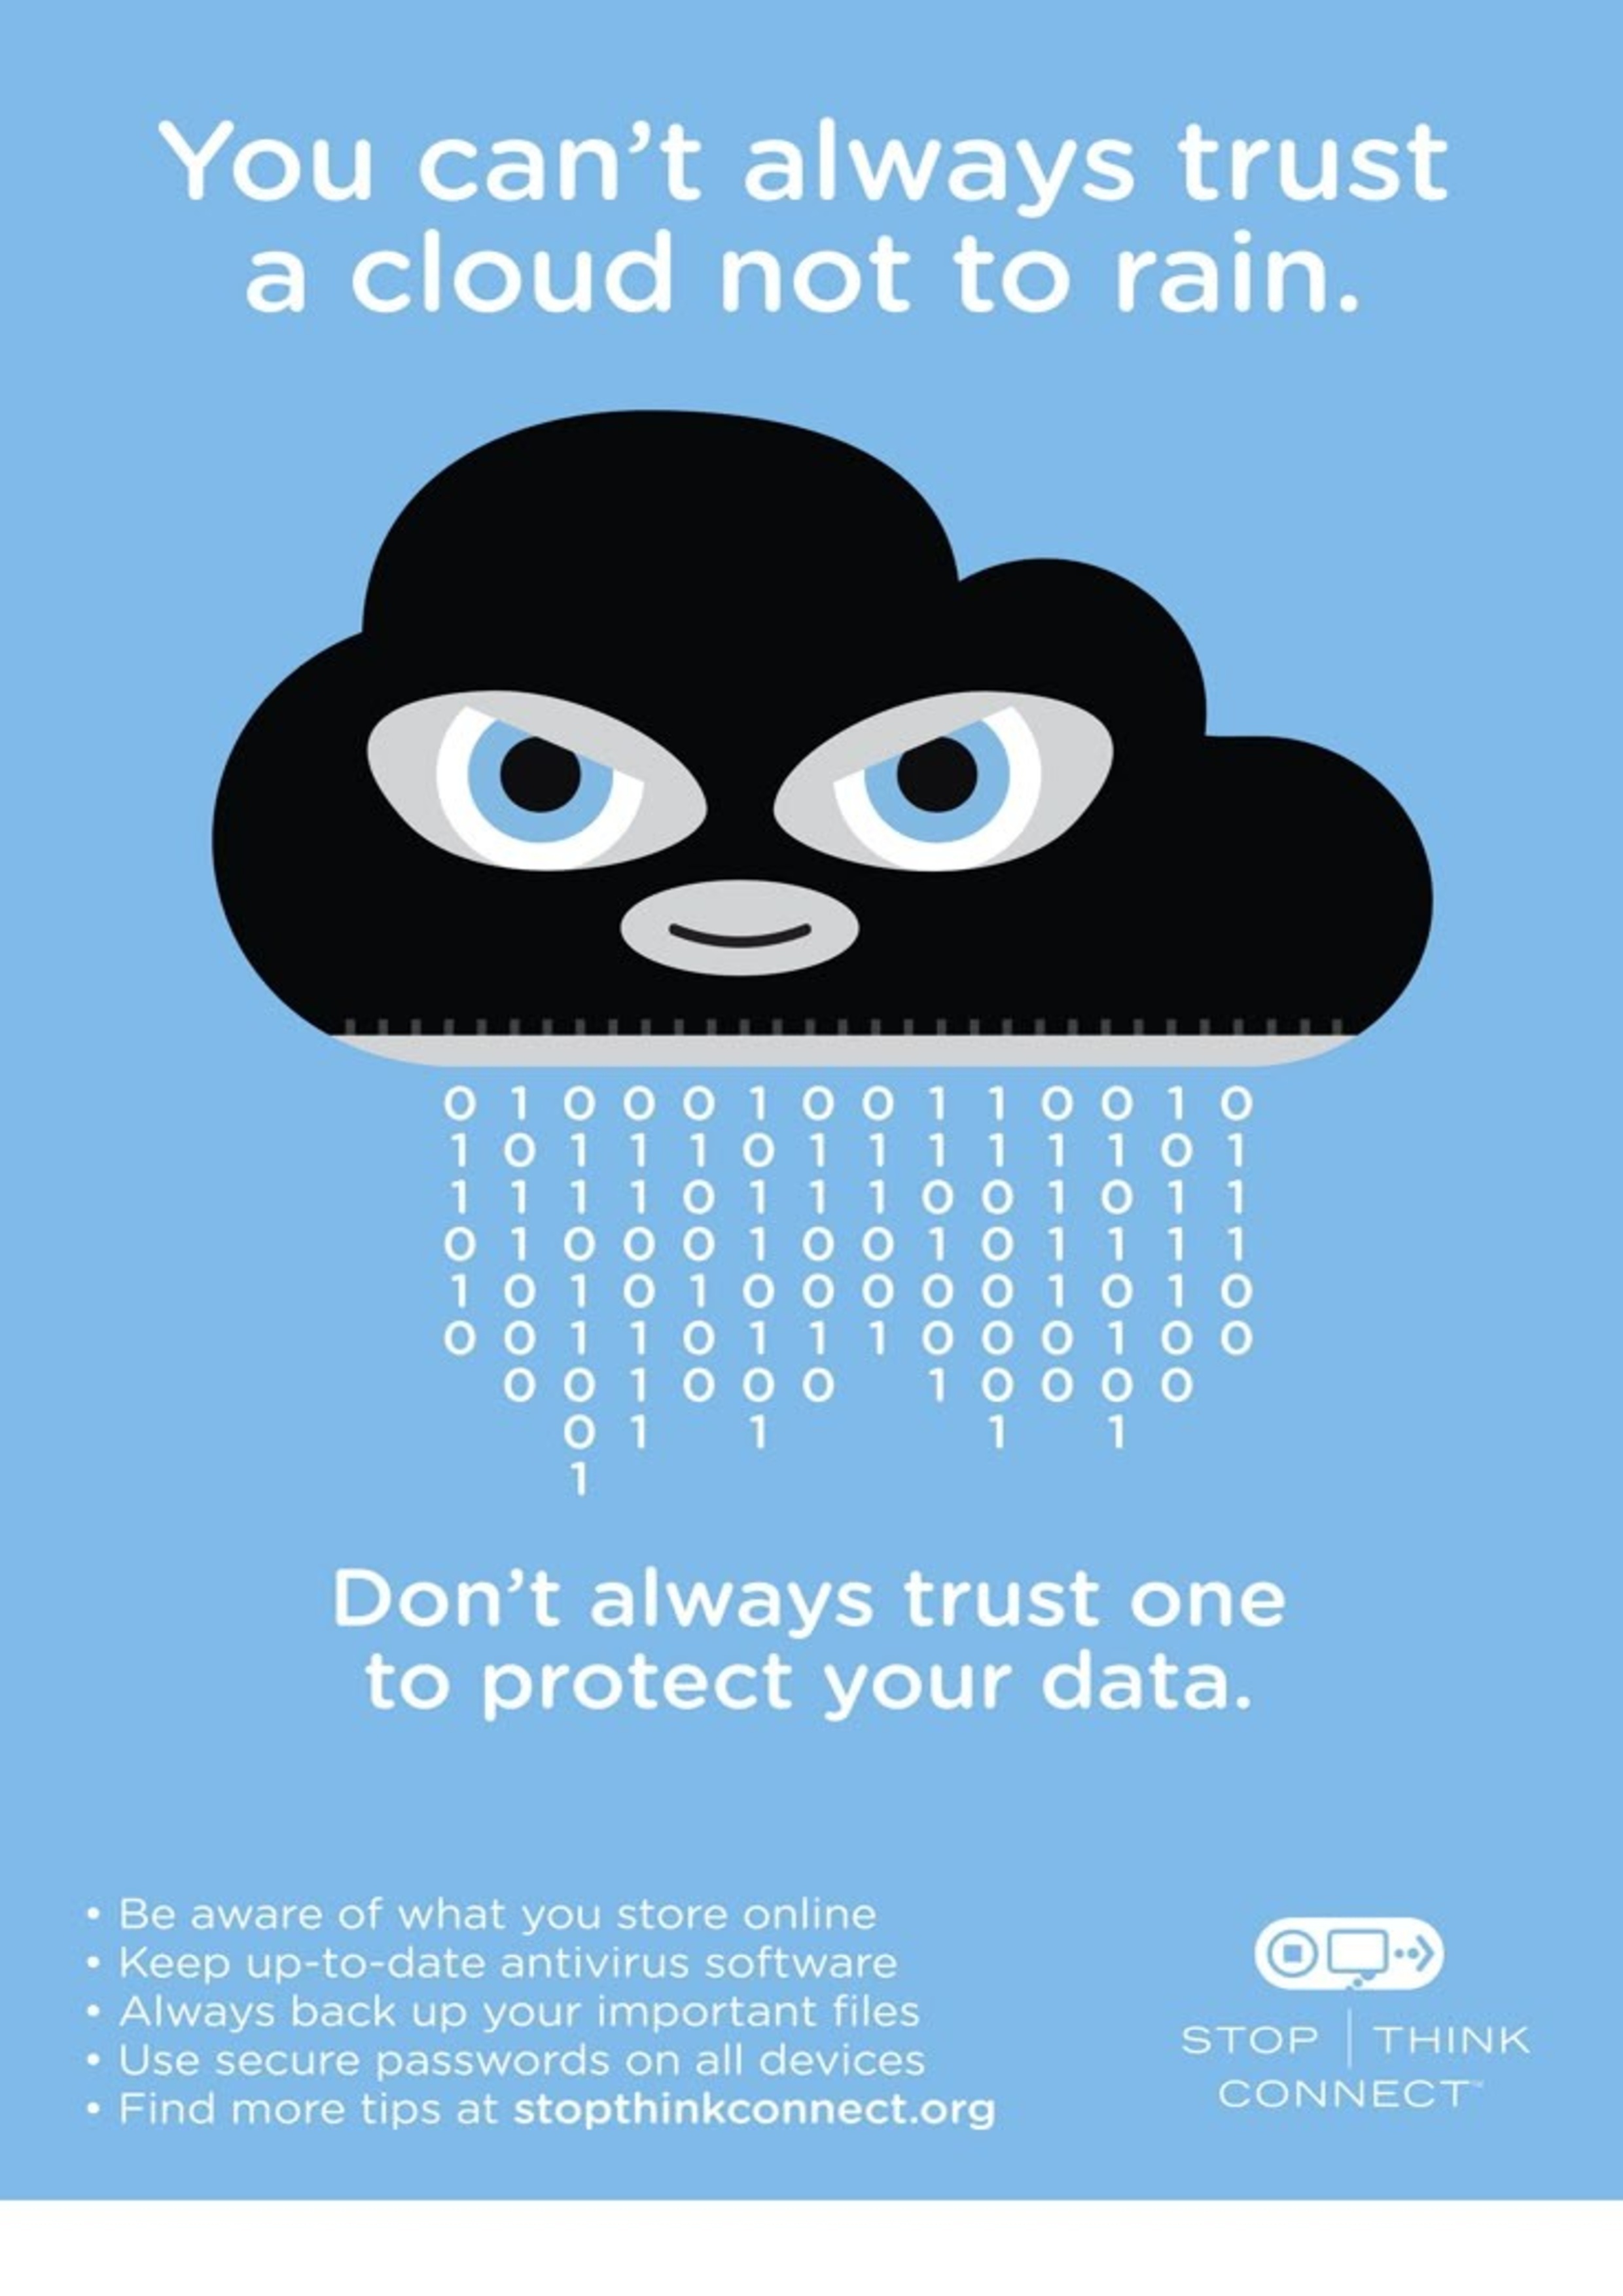 You can't always trust
a cloud not to rain.
0 1 0 0 0 1 0 0 1 1 0 0 1 0
1 0 1 1 1 0 1 1 1 1 1 1 0 1
1 1 1 1 0 1 1 1 0 0 1 0 1 1
0 1 0 0 0 1 0 0 1 0 1 1 1 1
1 0 1 0 1 0 0 0 0 0 1 0 1 0
0 0 1 1 0 1 1 1 0 0 0 1 0 0
0 0 1 0 0 0 1 0 0 0 0
0 1 1 1 1
1
Don't always trust one
to protect your data.
• Be aware of what you store online
• Keep up-to-date antivirus software
• Always back up your important files
• Use secure passwords on all devices
• Find more tips at stopthinkconnect.org
STOP | THINK
CONNECT™